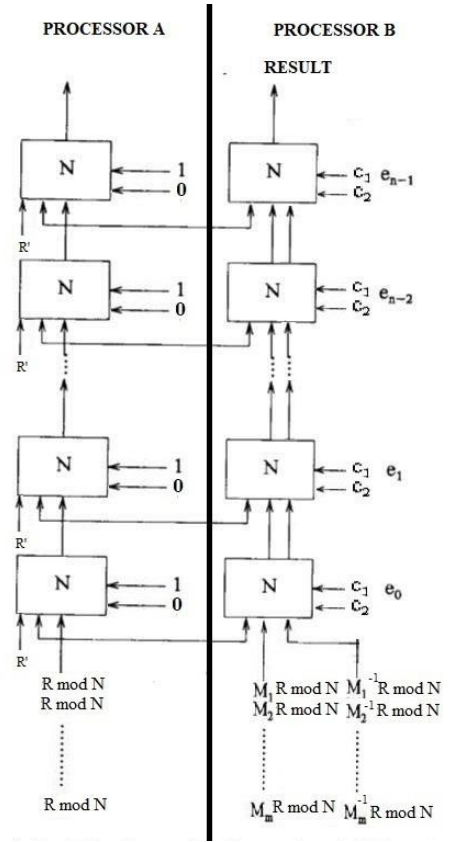 PROCESSOR A PROCESSOR B
RESULT
N 1 0 R'
N C₁ eₙ₋₁ C₂
N 1 0 R'
N C₁ eₙ₋₂ C₂
N 1 0 R'
N C₁ e₁ C₂
N 1 0 R'
N C₁ e₀ C₂
R mod N M₁ R mod N M₁⁻¹ R mod N
R mod N M₂ R mod N M₂⁻¹ R mod N
R mod N Mₘ R mod N Mₘ⁻¹ R mod N